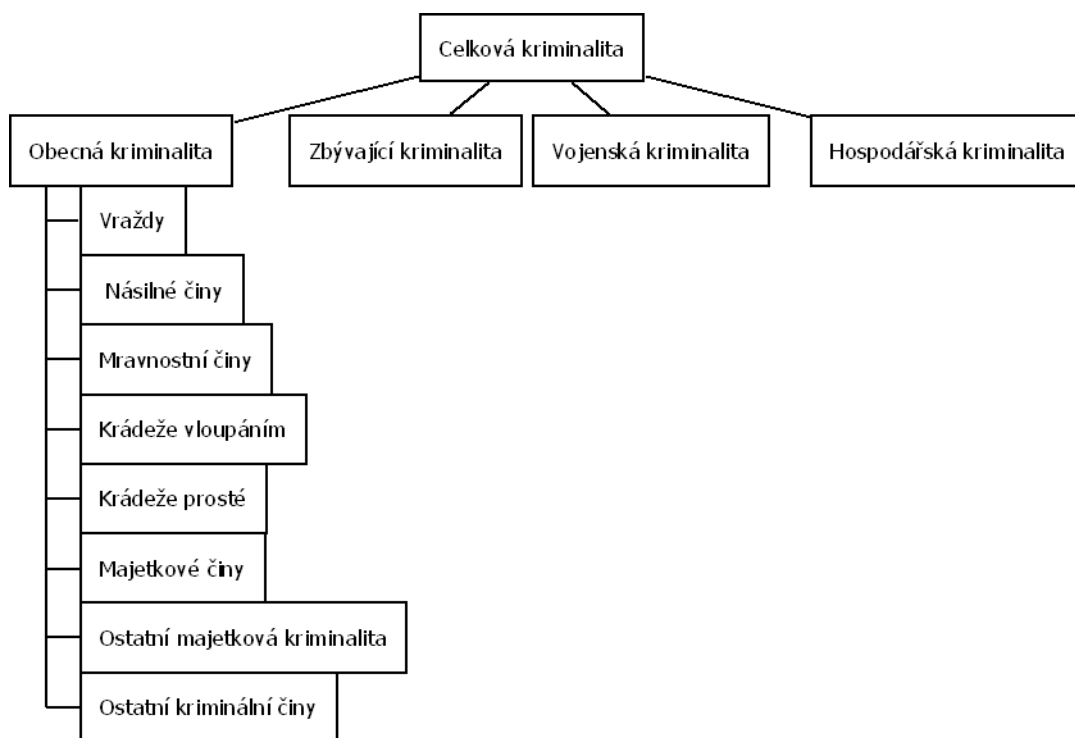 Celková kriminalita
Obecná kriminalita
Zbývající kriminalita
Vojenská kriminalita
Hospodářská kriminalita
Vraždy
Násilné činy
Mravnostní činy
Krádeže vloupáním
Krádeže prosté
Majetkové činy
Ostatní majetková kriminalita
Ostatní kriminální činy